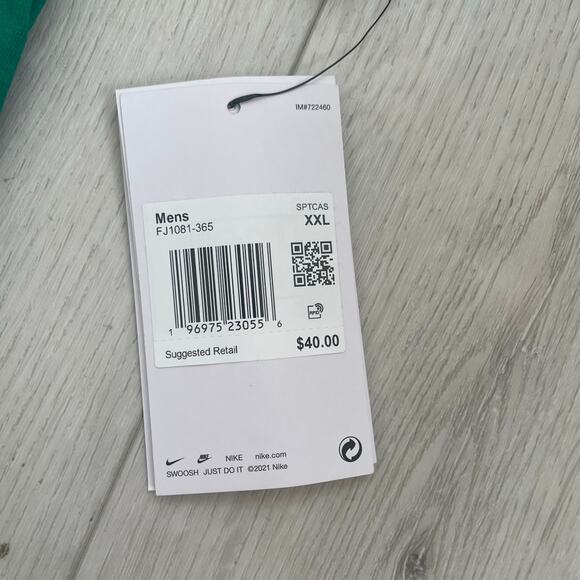 IM#722460
Mens
FJ1081-365
SPTCAS
XXL
1 96975 23055 6
RFID
Suggested Retail
$40.00
NIKE nike.com
SWOOSH JUST DO IT ©2021 Nike